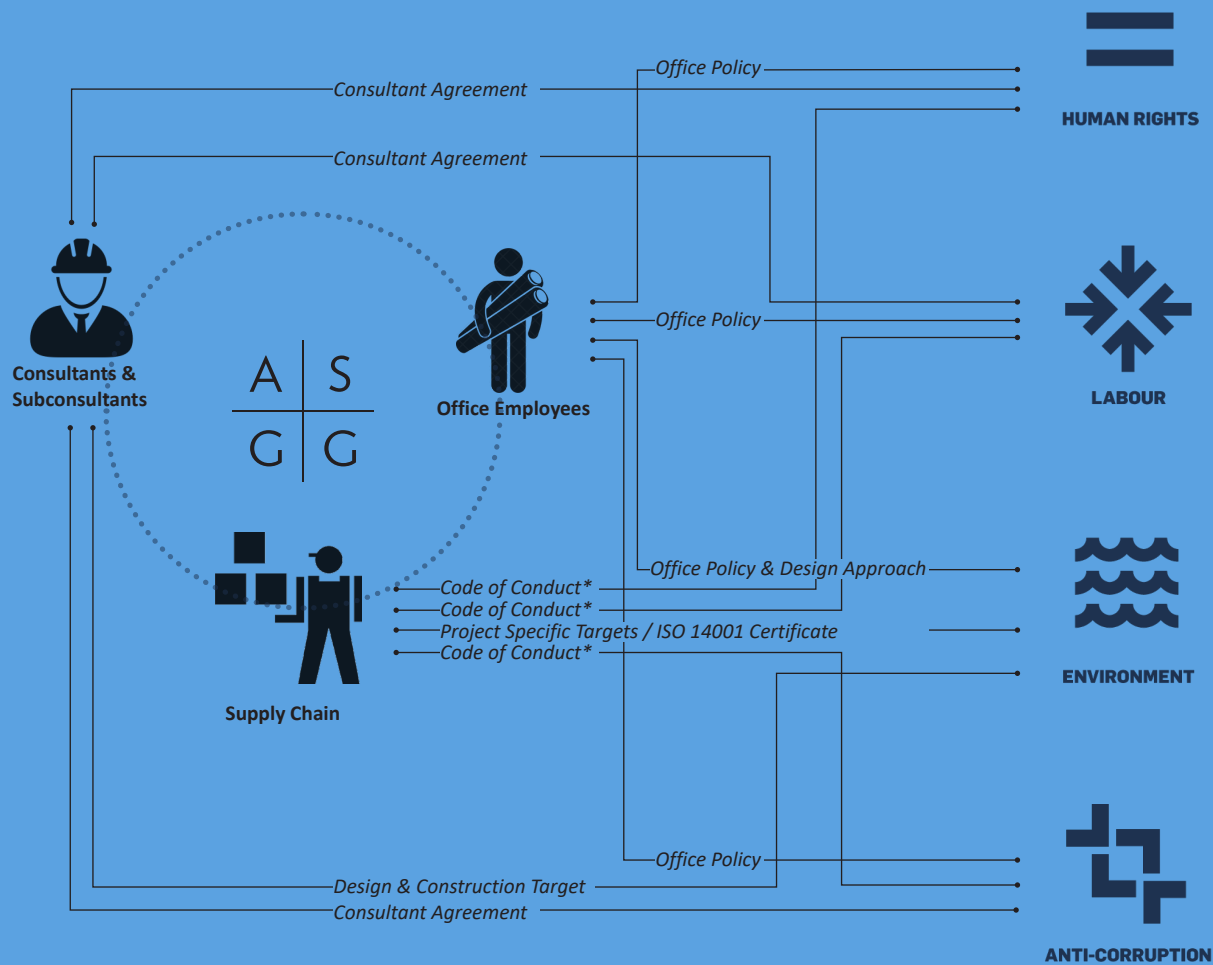 Office Policy
Consultant Agreement
HUMAN RIGHTS
Consultant Agreement
Consultants &
Subconsultants
A S
G G
Office Employees
Office Policy
LABOUR
Office Policy & Design Approach
Code of Conduct*
Code of Conduct*
Project Specific Targets / ISO 14001 Certificate
Code of Conduct*
ENVIRONMENT
Supply Chain
Office Policy
Design & Construction Target
Consultant Agreement
ANTI-CORRUPTION